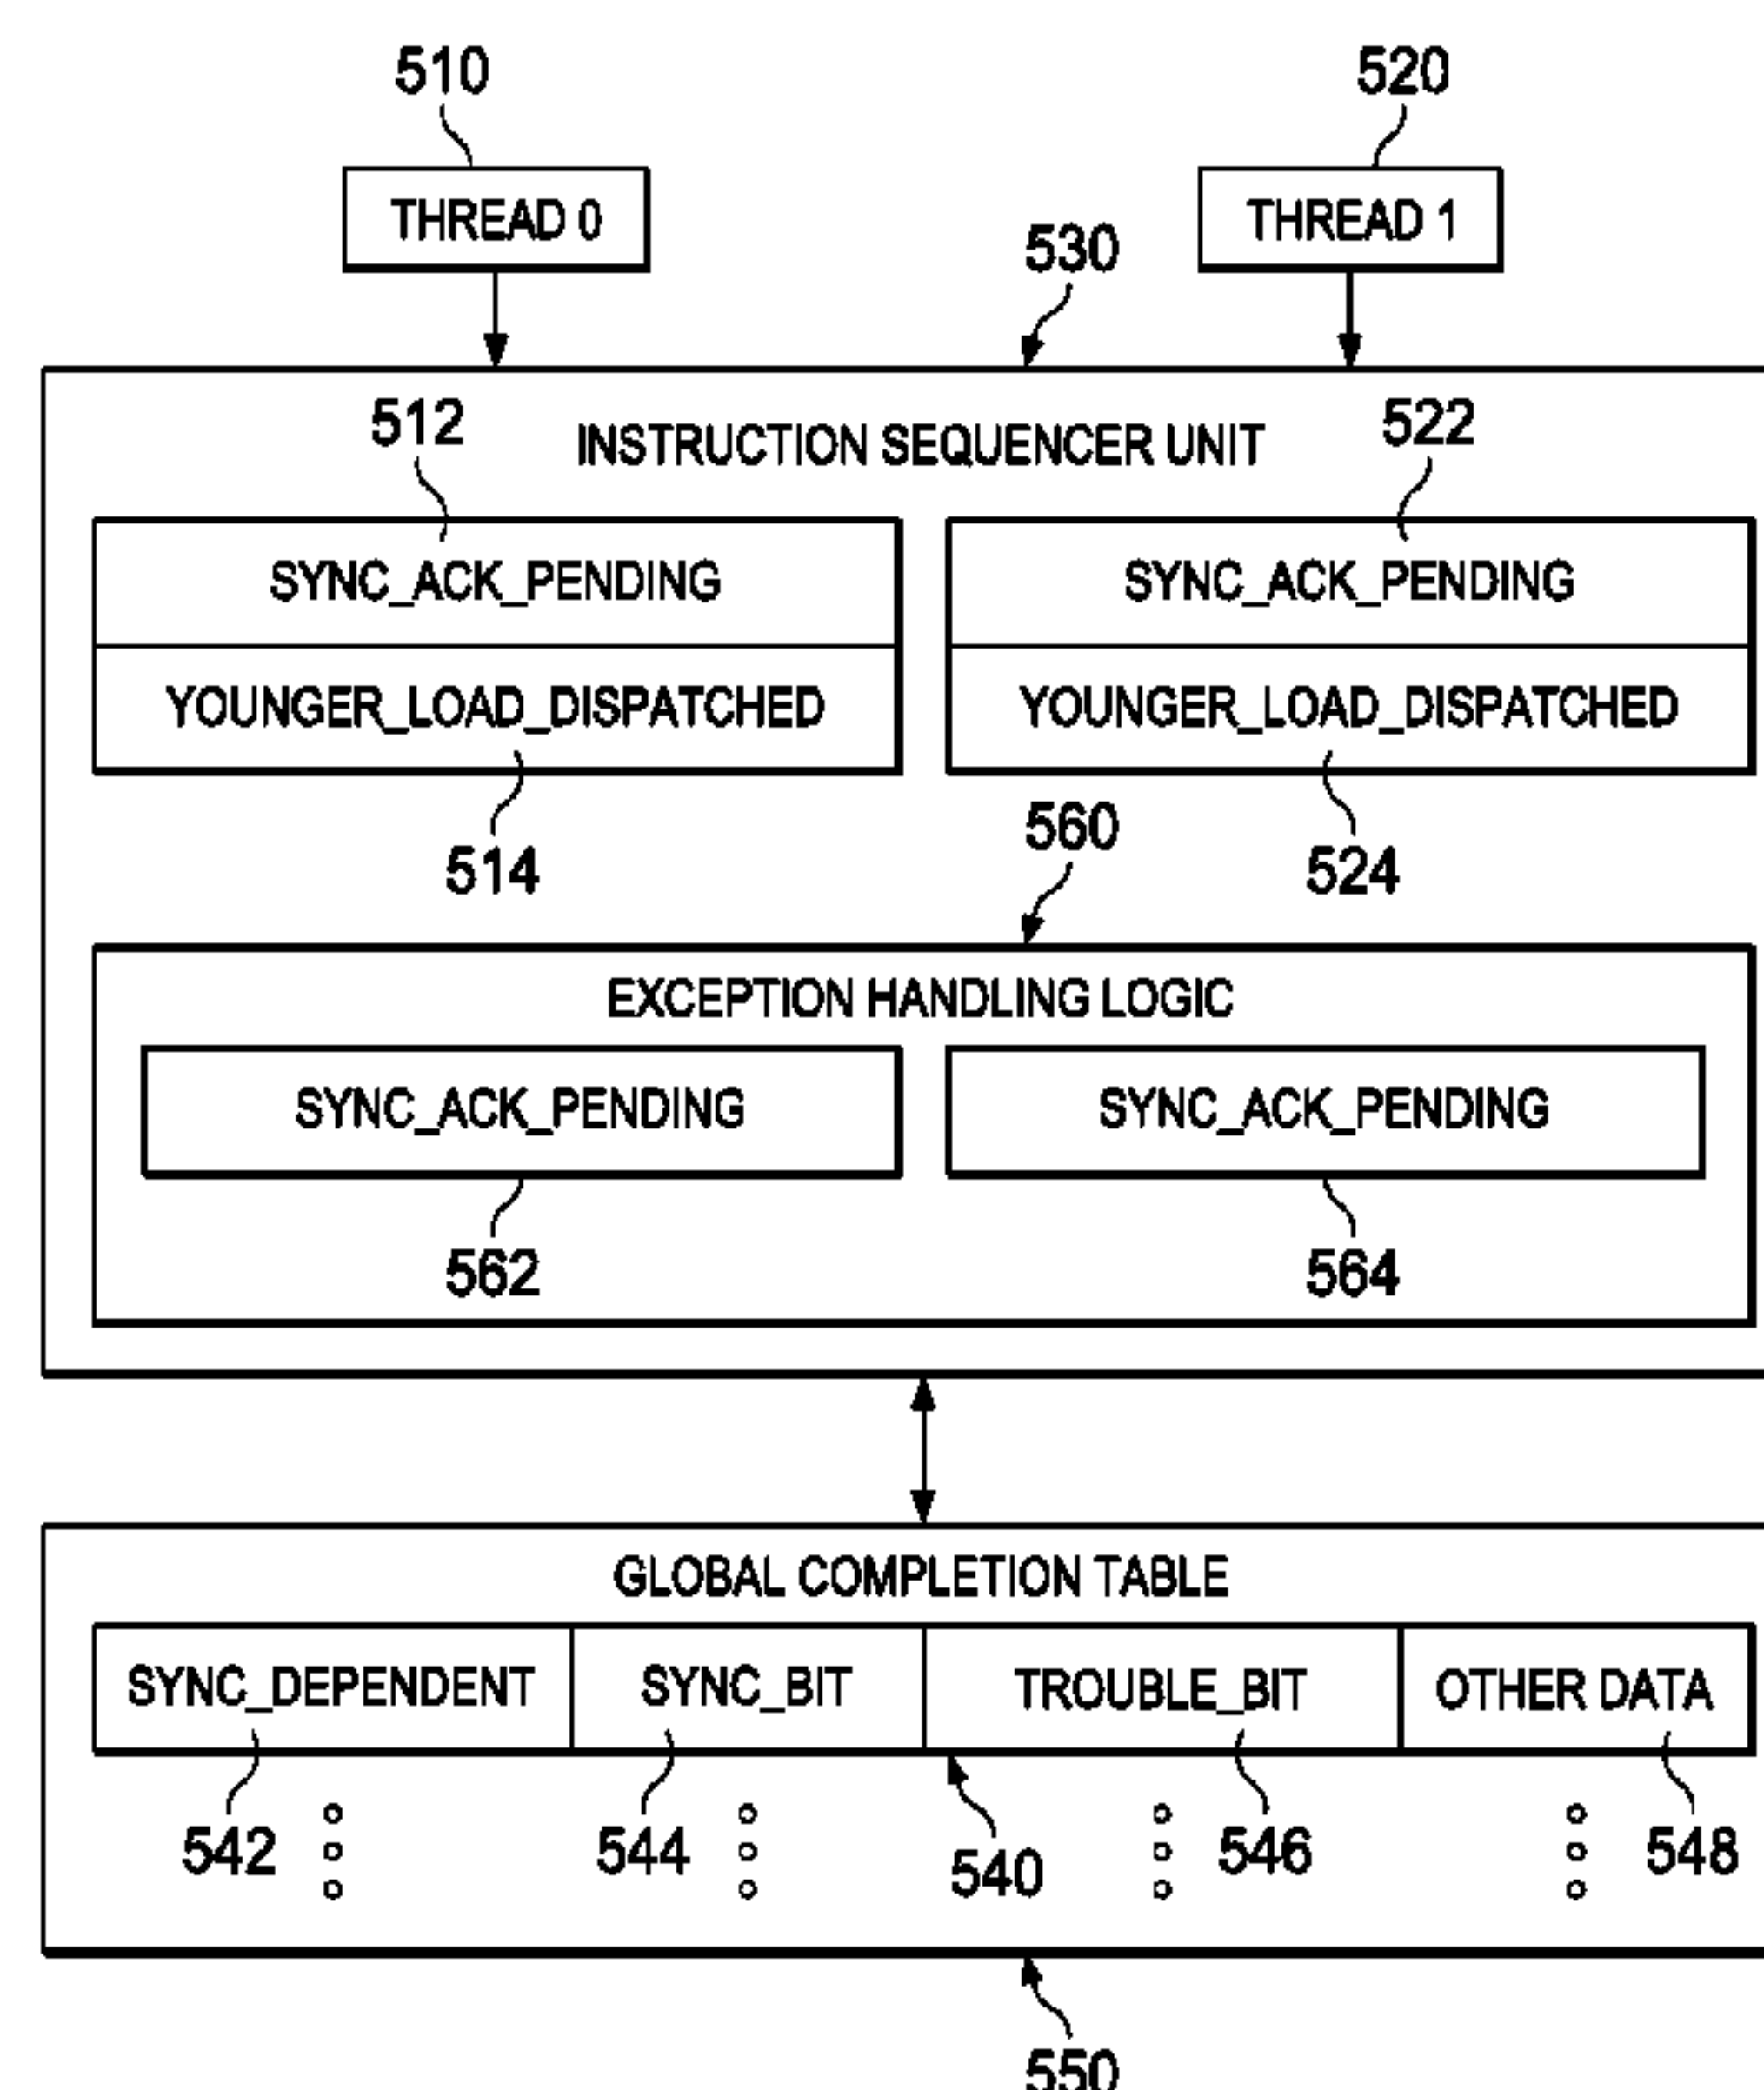 510 520
THREAD 0 THREAD 1
530
512 INSTRUCTION SEQUENCER UNIT 522
SYNC_ACK_PENDING SYNC_ACK_PENDING
YOUNGER_LOAD_DISPATCHED YOUNGER_LOAD_DISPATCHED
560
514 524
EXCEPTION HANDLING LOGIC
SYNC_ACK_PENDING SYNC_ACK_PENDING
562 564
GLOBAL COMPLETION TABLE
SYNC_DEPENDENT SYNC_BIT TROUBLE_BIT OTHER DATA
542 544 540 546 548
550